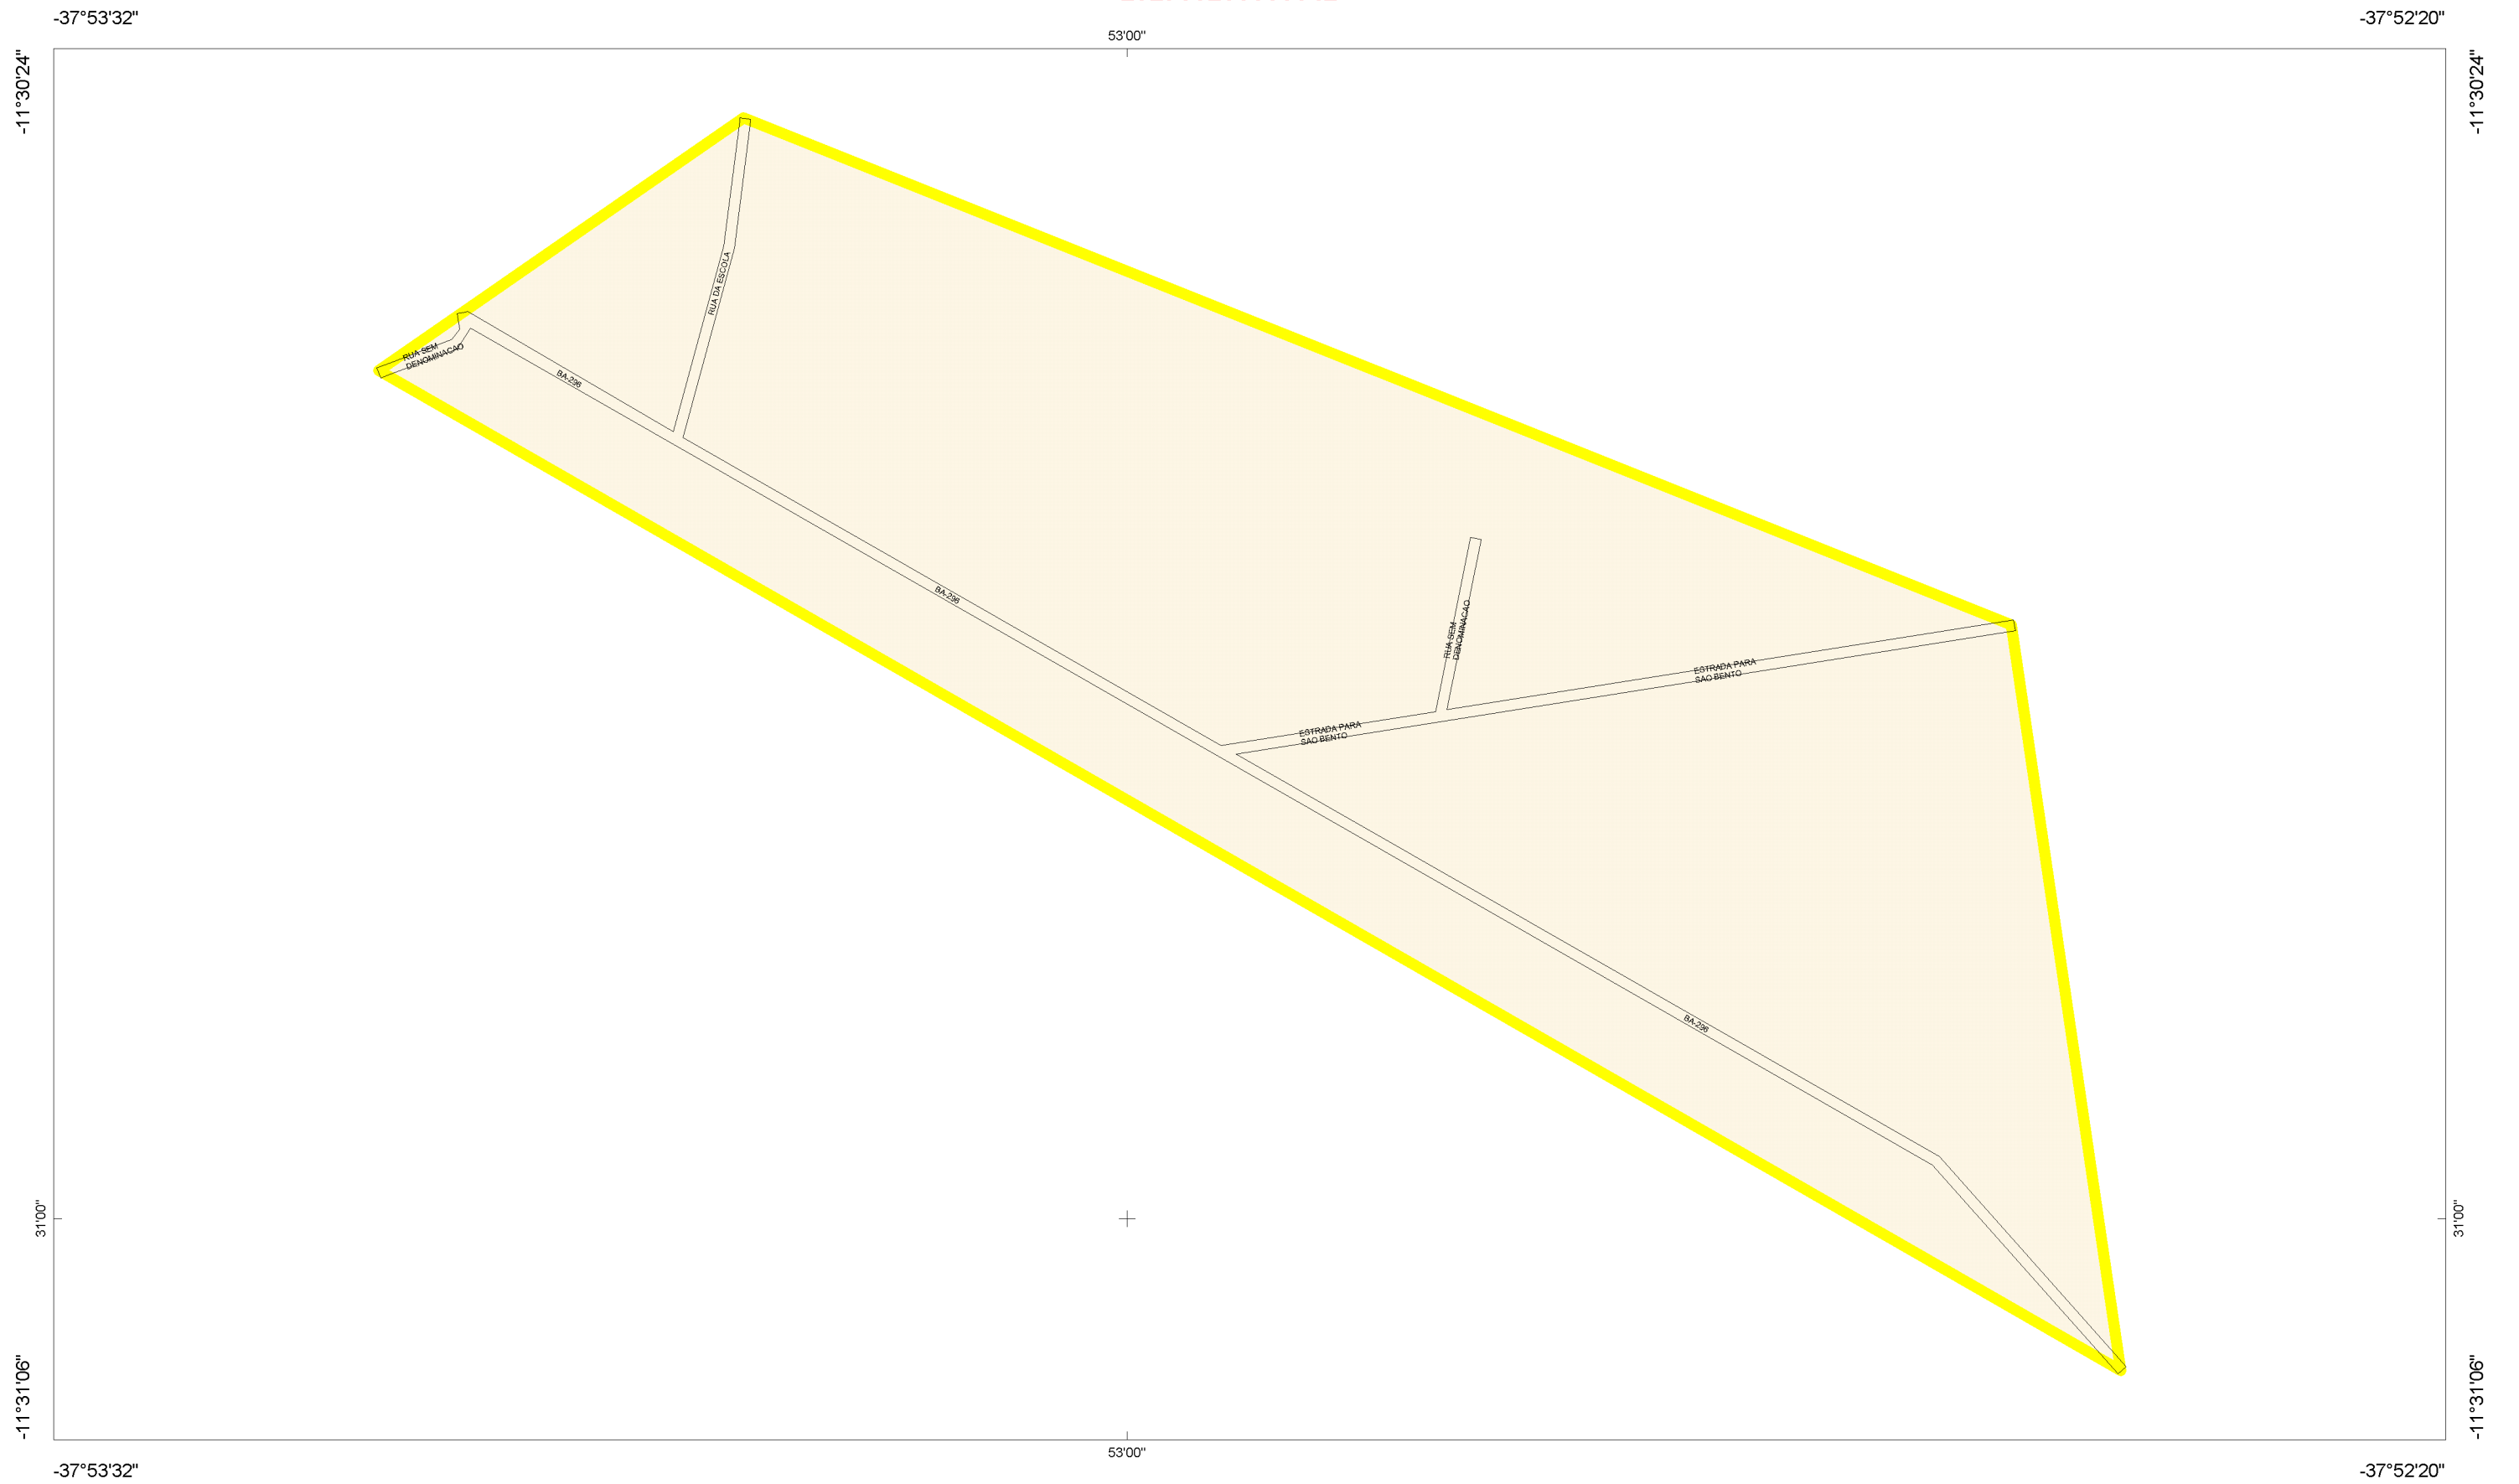 -37°53'32"
-37°52'20"
53'00"
-11°30'24"
-11°30'24"
RUA DA ESCOLA
RUA SEM
DENOMINACAO
BA-296
BA-296
RUA SEM
DENOMINACAO
ESTRADA PARA
SAO BENTO
ESTRADA PARA
SAO BENTO
BA-296
31'00"
31'00"
-11°31'06"
-11°31'06"
53'00"
-37°53'32"
-37°52'20"